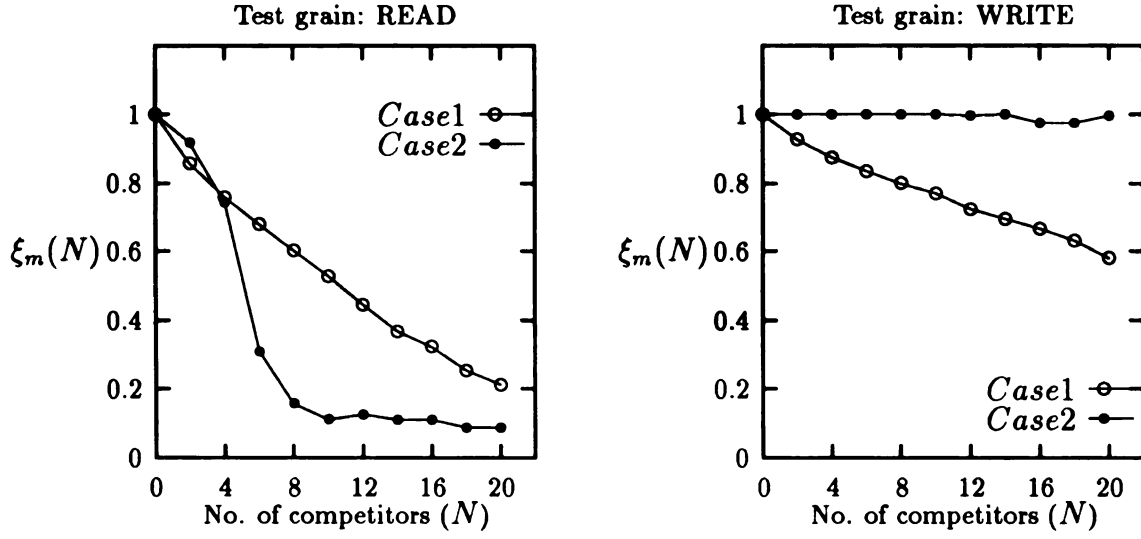 Test grain: READ
1
0.8
0.6
0.4
0.2
0
ξm(N)
Case1
Case2
0 4 8 12 16 20
No. of competitors (N)
Test grain: WRITE
1
0.8
0.6
0.4
0.2
0
ξm(N)
Case1
Case2
0 4 8 12 16 20
No. of competitors (N)